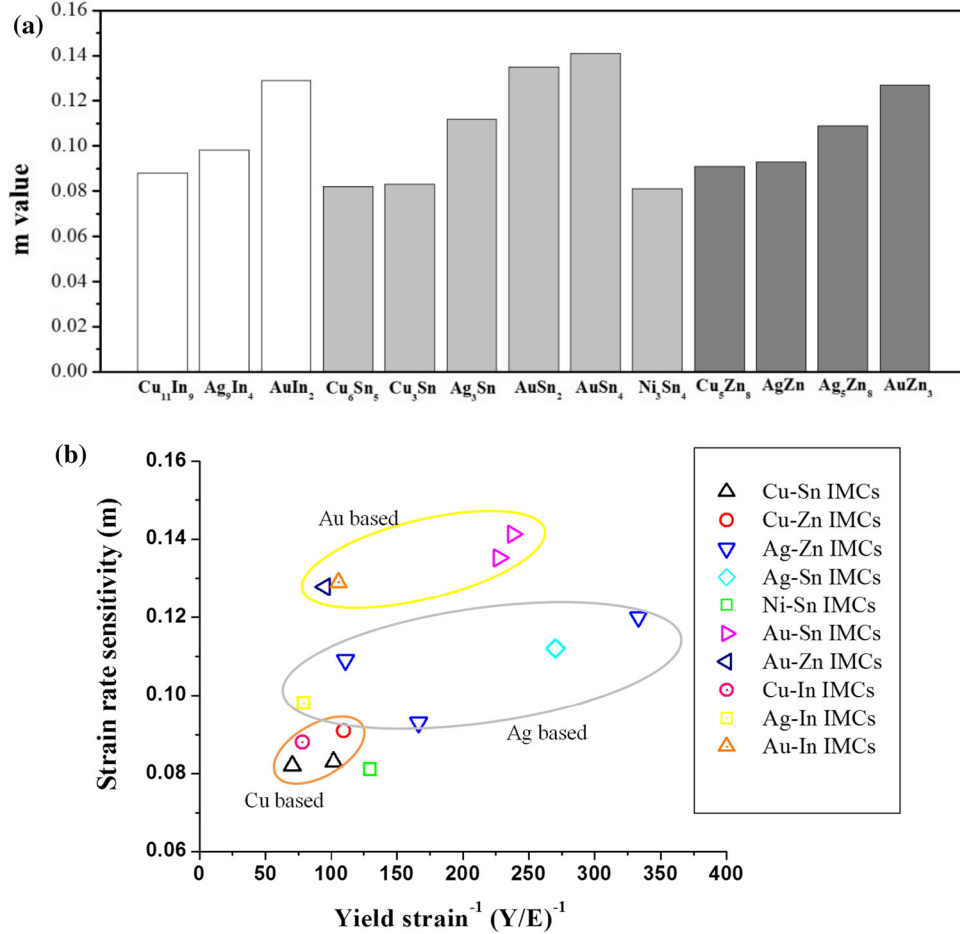 (a)
0.16
0.14
0.12
0.10
0.08
0.06
0.04
0.02
0.00
m value
Cu₁₁In₉ Ag₉In₄ AuIn₂ Cu₆Sn₅ Cu₃Sn Ag₃Sn AuSn₂ AuSn₄ Ni₃Sn₄ Cu₅Zn₈ AgZn Ag₅Zn₈ AuZn₃
(b)
0.16
0.14
0.12
0.10
0.08
0.06
Strain rate sensitivity (m)
Au based
Ag based
Cu based
0 50 100 150 200 250 300 350 400
Yield strain⁻¹ (Y/E)⁻¹
Cu-Sn IMCs
Cu-Zn IMCs
Ag-Zn IMCs
Ag-Sn IMCs
Ni-Sn IMCs
Au-Sn IMCs
Au-Zn IMCs
Cu-In IMCs
Ag-In IMCs
Au-In IMCs